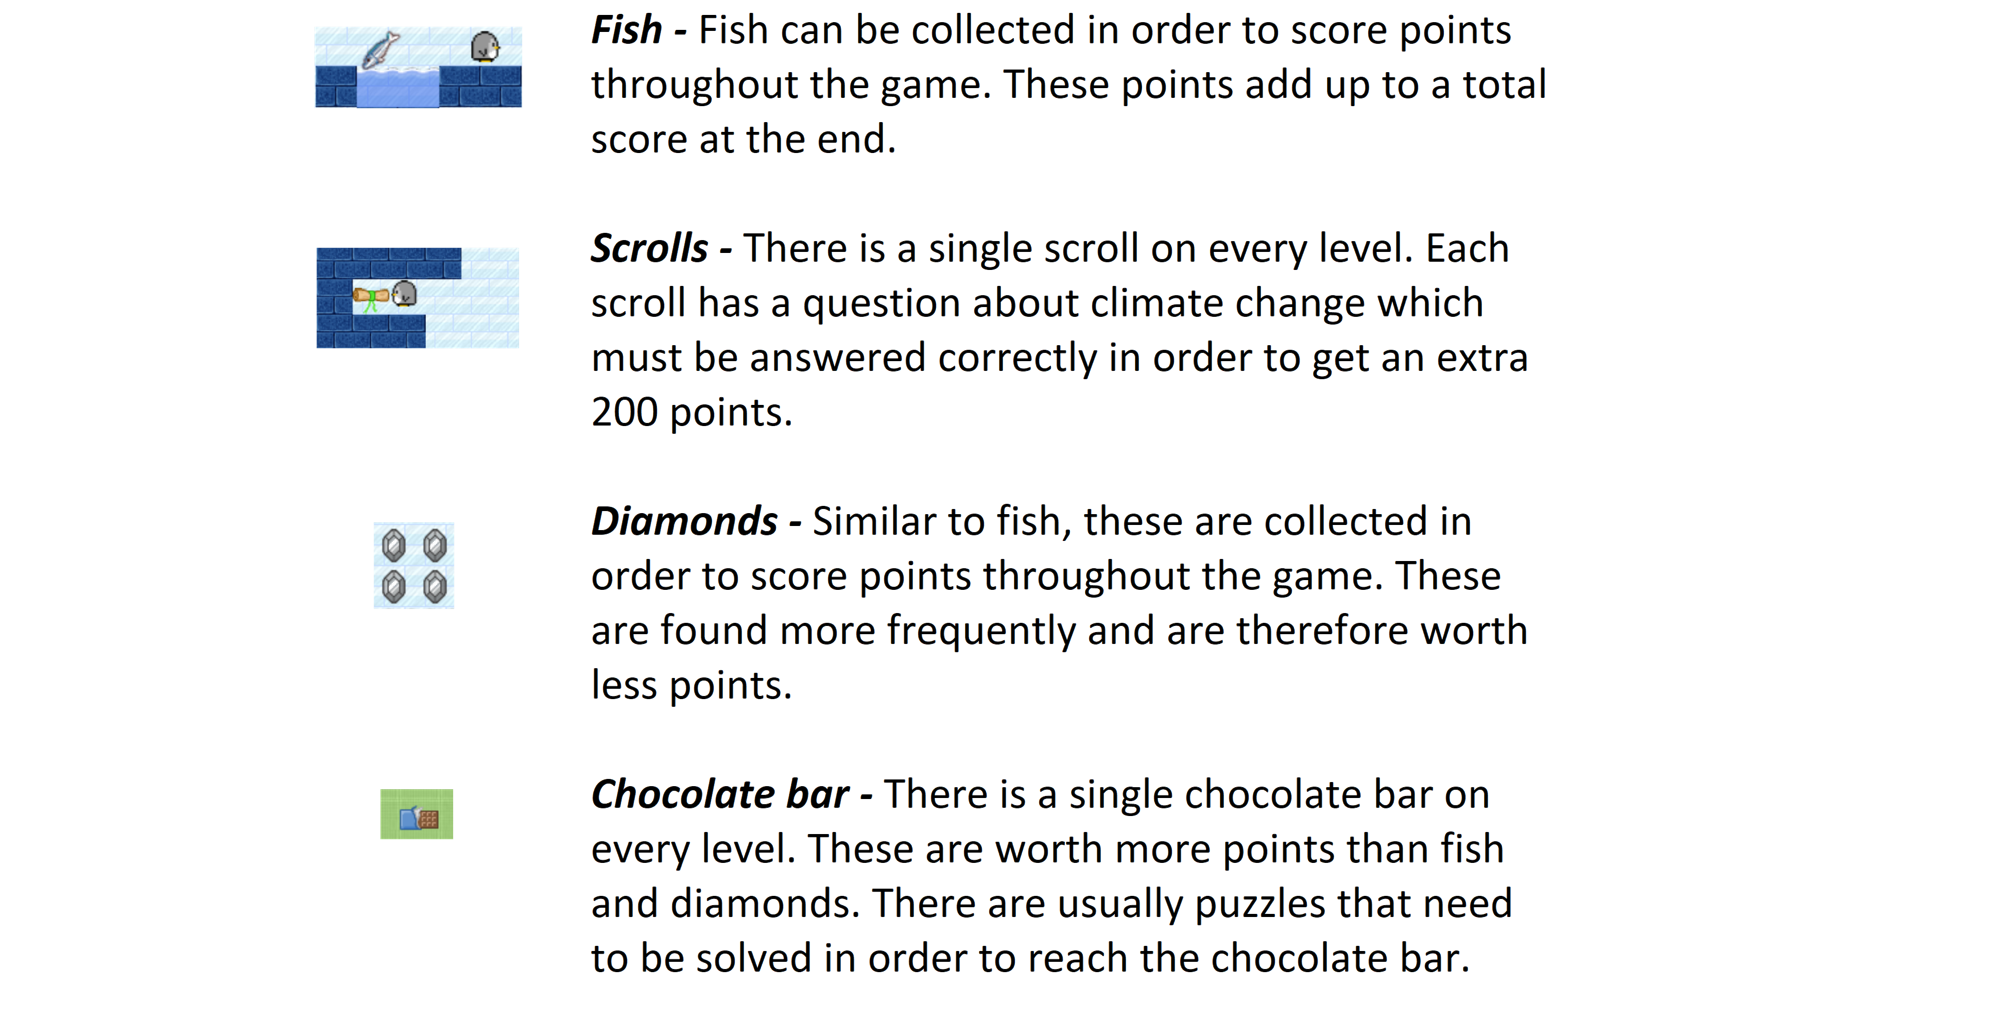 Fish - Fish can be collected in order to score points
throughout the game. These points add up to a total
score at the end.
Scrolls - There is a single scroll on every level. Each
scroll has a question about climate change which
must be answered correctly in order to get an extra
200 points.
Diamonds - Similar to fish, these are collected in
order to score points throughout the game. These
are found more frequently and are therefore worth
less points.
Chocolate bar - There is a single chocolate bar on
every level. These are worth more points than fish
and diamonds. There are usually puzzles that need
to be solved in order to reach the chocolate bar.